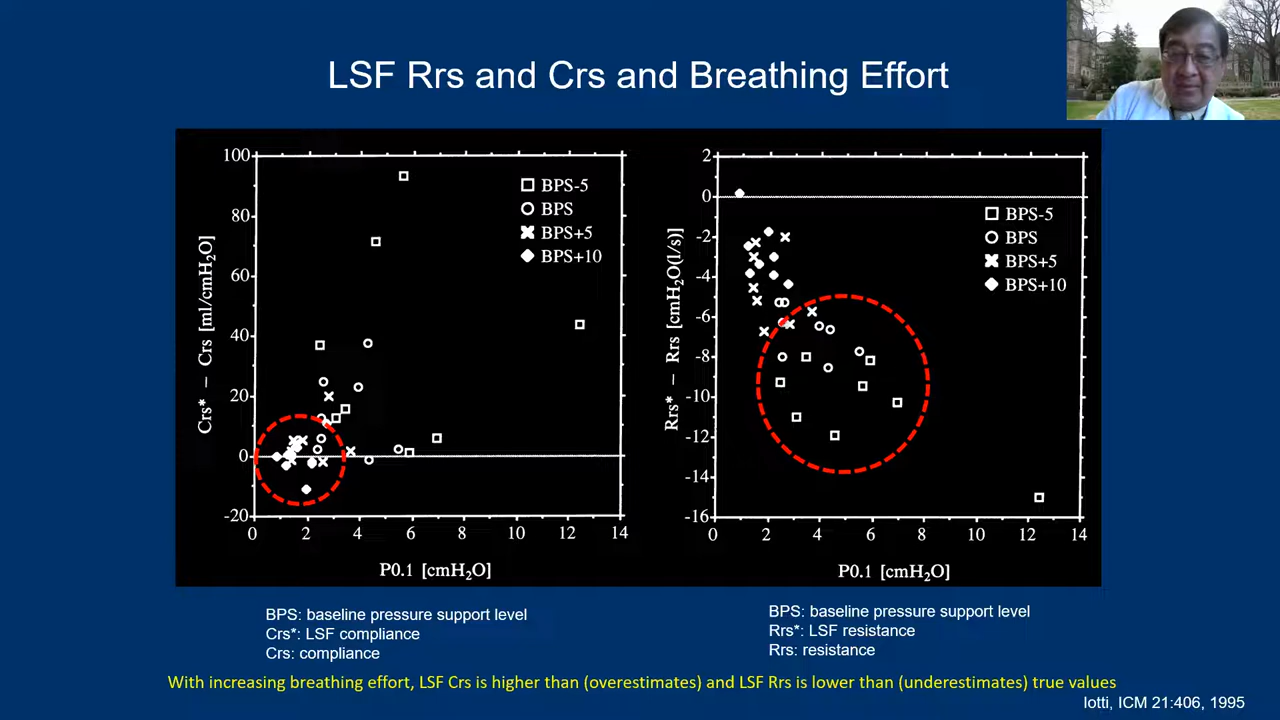 LSF Rrs and Crs and Breathing Effort
100
80
60
40
20
0
-20
Crs* − Crs [ml/cmH₂O]
BPS-5
BPS
BPS+5
BPS+10
0 2 4 6 8 10 12 14
P0.1 [cmH₂O]
2
0
-2
-4
-6
-8
-10
-12
-14
-16
Rrs* − Rrs [cmH₂O(l/s)]
BPS-5
BPS
BPS+5
BPS+10
0 2 4 6 8 10 12 14
P0.1 [cmH₂O]
BPS: baseline pressure support level
Crs*: LSF compliance
Crs: compliance
BPS: baseline pressure support level
Rrs*: LSF resistance
Rrs: resistance
With increasing breathing effort, LSF Crs is higher than (overestimates) and LSF Rrs is lower than (underestimates) true values
Iotti, ICM 21:406, 1995